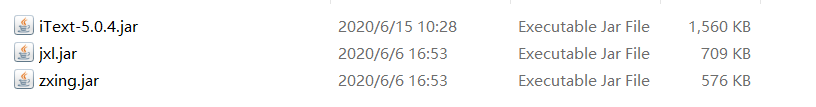 iText-5.0.4.jar 2020/6/15 10:28 Executable Jar File 1,560 KB
jxl.jar 2020/6/6 16:53 Executable Jar File 709 KB
zxing.jar 2020/6/6 16:53 Executable Jar File 576 KB